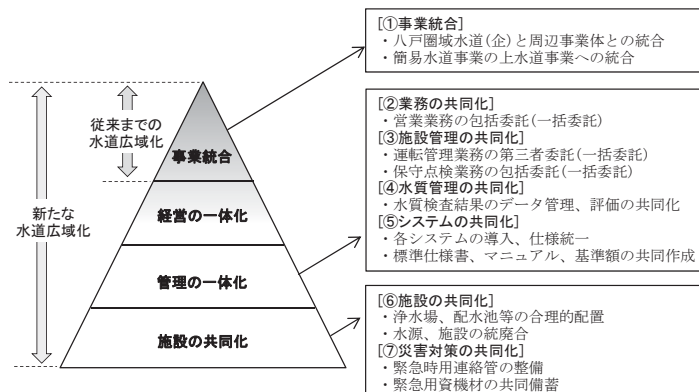 従来までの
水道広域化
新たな
水道広域化
事業統合
経営の一体化
管理の一体化
施設の共同化
[①事業統合]
・八戸圏域水道(企)と周辺事業体との統合
・簡易水道事業の上水道事業への統合
[②業務の共同化]
・営業業務の包括委託(一括委託)
[③施設管理の共同化]
・運転管理業務の第三者委託(一括委託)
・保守点検業務の包括委託(一括委託)
[④水質管理の共同化]
・水質検査結果のデータ管理、評価の共同化
[⑤システムの共同化]
・各システムの導入、仕様統一
・標準仕様書、マニュアル、基準額の共同作成
[⑥施設の共同化]
・浄水場、配水池等の合理的配置
・水源、施設の統廃合
[⑦災害対策の共同化]
・緊急時用連絡管の整備
・緊急用資機材の共同備蓄